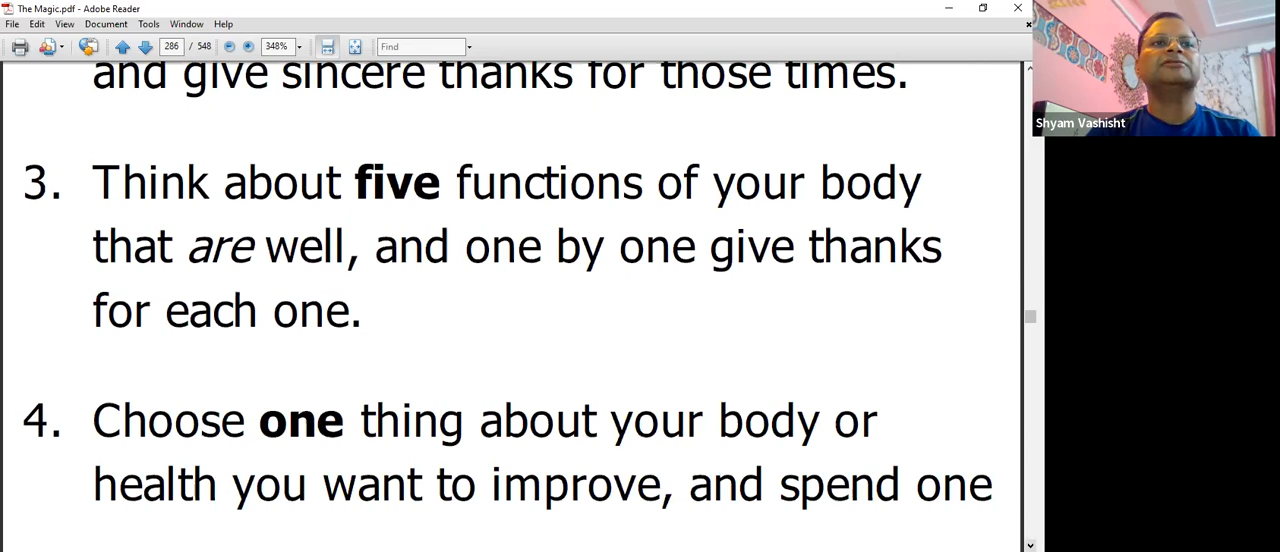 The Magic.pdf - Adobe Reader
File Edit View Document Tools Window Help
286 / 548 348% Find
and give sincere thanks for those times.
3. Think about five functions of your body
that are well, and one by one give thanks
for each one.
4. Choose one thing about your body or
health you want to improve, and spend one
Shyam Vashisht